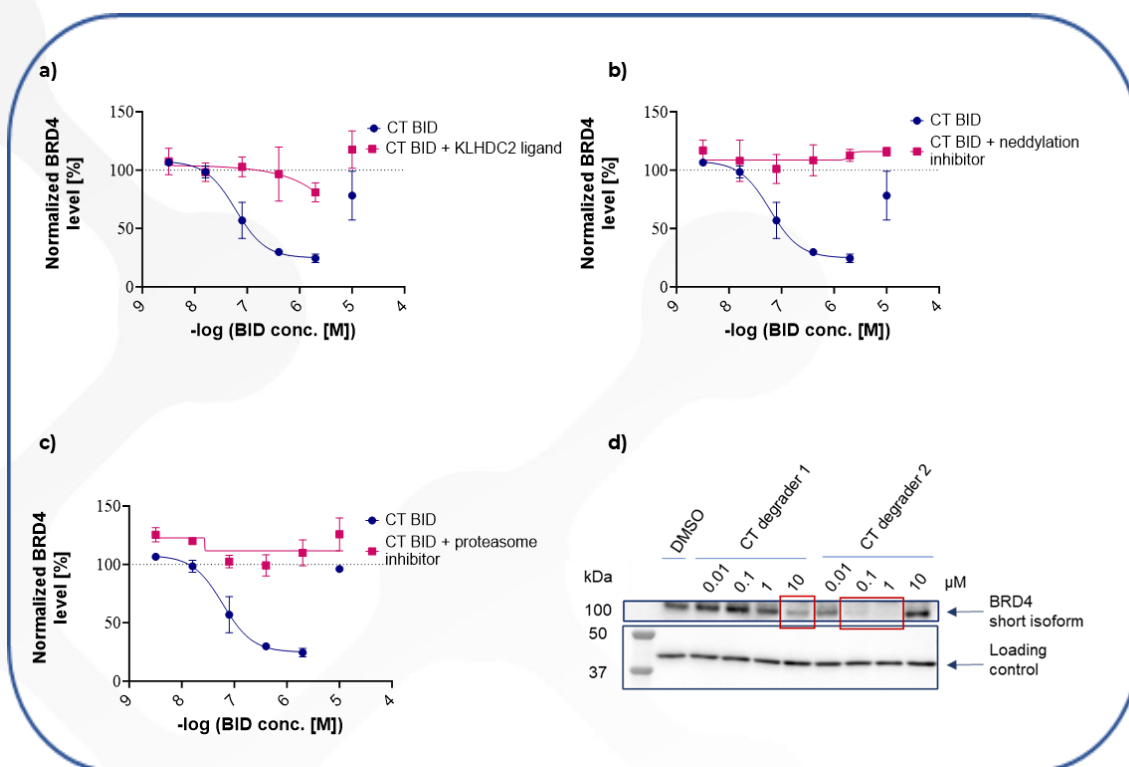 a)
150
100
50
0
Normalized BRD4
level [%]
9 8 7 6 5 4
-log (BID conc. [M])
CT BID
CT BID + KLHDC2 ligand
b)
150
100
50
0
Normalized BRD4
level [%]
9 8 7 6 5 4
-log (BID conc. [M])
CT BID
CT BID + neddylation
inhibitor
c)
150
100
50
0
Normalized BRD4
level [%]
9 8 7 6 5 4
-log (BID conc. [M])
CT BID
CT BID + proteasome
inhibitor
d)
DMSO
CT degrader 1
CT degrader 2
0.01 0.1 1 10 0.01 0.1 1 10 µM
kDa
100
50
37
BRD4
short isoform
Loading
control